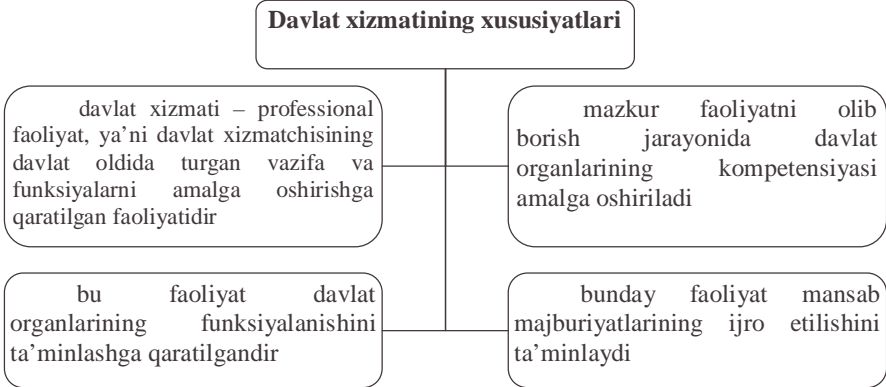 Davlat xizmatining xususiyatlari
davlat xizmati – professional
faoliyat, ya’ni davlat xizmatchisining
davlat oldida turgan vazifa va
funksiyalarni amalga oshirishga
qaratilgan faoliyatidir
mazkur faoliyatni olib
borish jarayonida davlat
organlarining kompetensiyasi
amalga oshiriladi
bu faoliyat davlat
organlarining funksiyalanishini
ta’minlashga qaratilgandir
bunday faoliyat mansab
majburiyatlarining ijro etilishini
ta’minlaydi